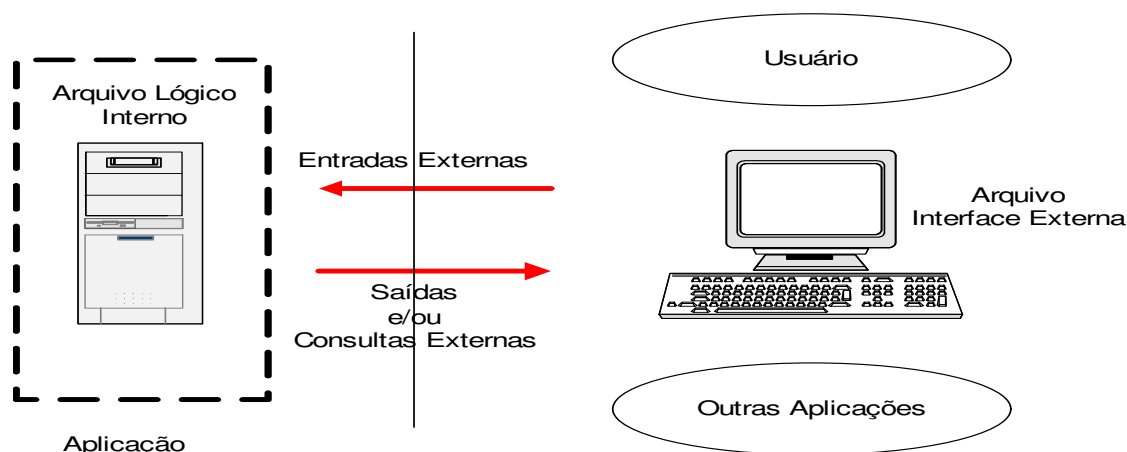 Usuário
Arquivo Lógico
Interno
Entradas Externas
Arquivo
Interface Externa
Saídas
e/ou
Consultas Externas
Outras Aplicações
Aplicação